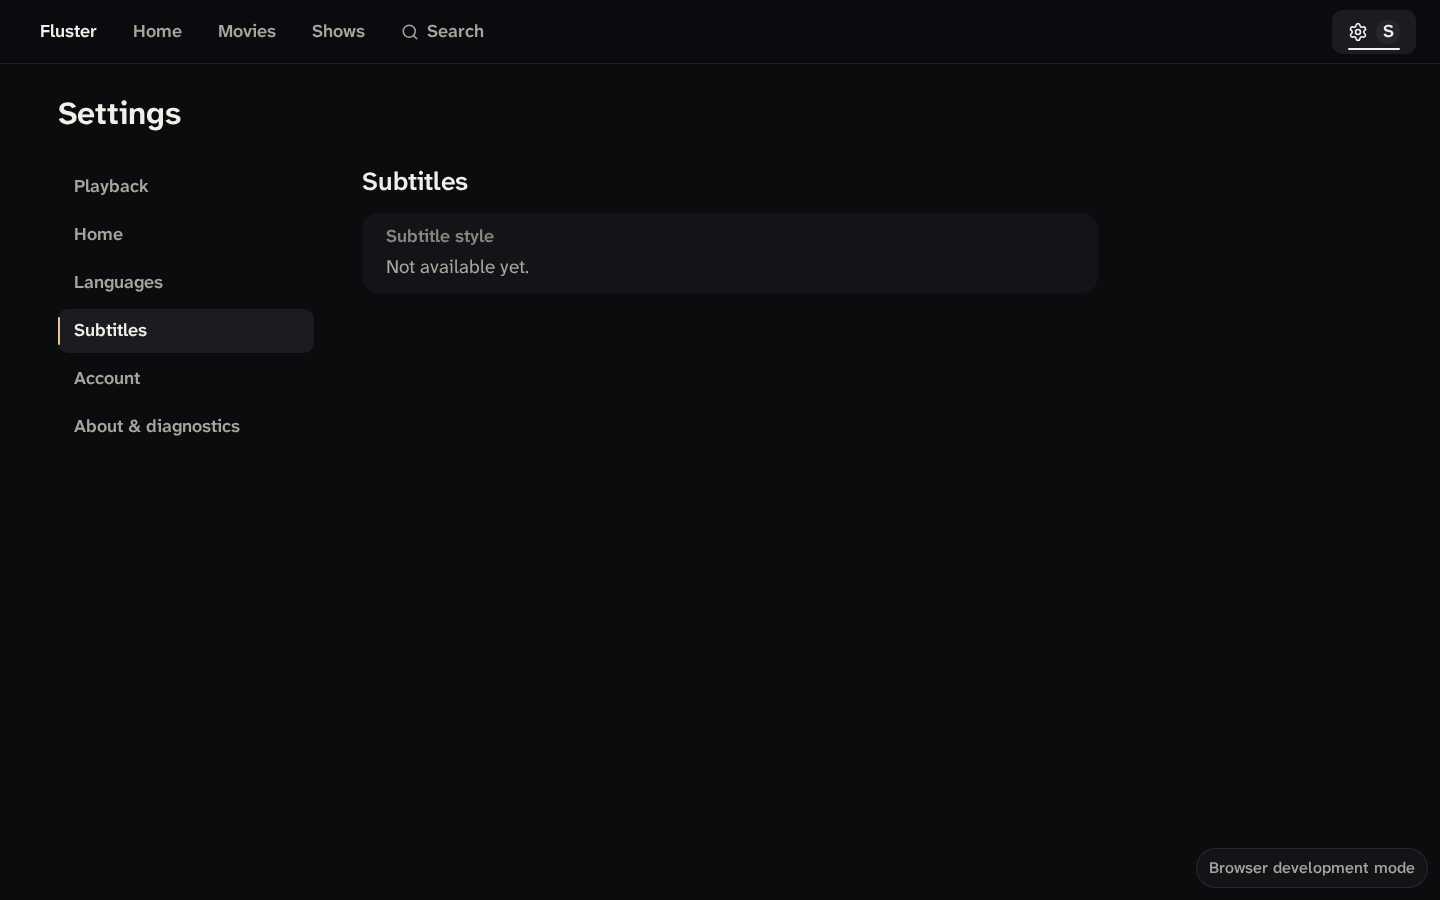 Fluster
Home
Movies
Shows
Search
S
Settings
Playback
Home
Languages
Subtitles
Account
About & diagnostics
Subtitles
Subtitle style
Not available yet.
Browser development mode